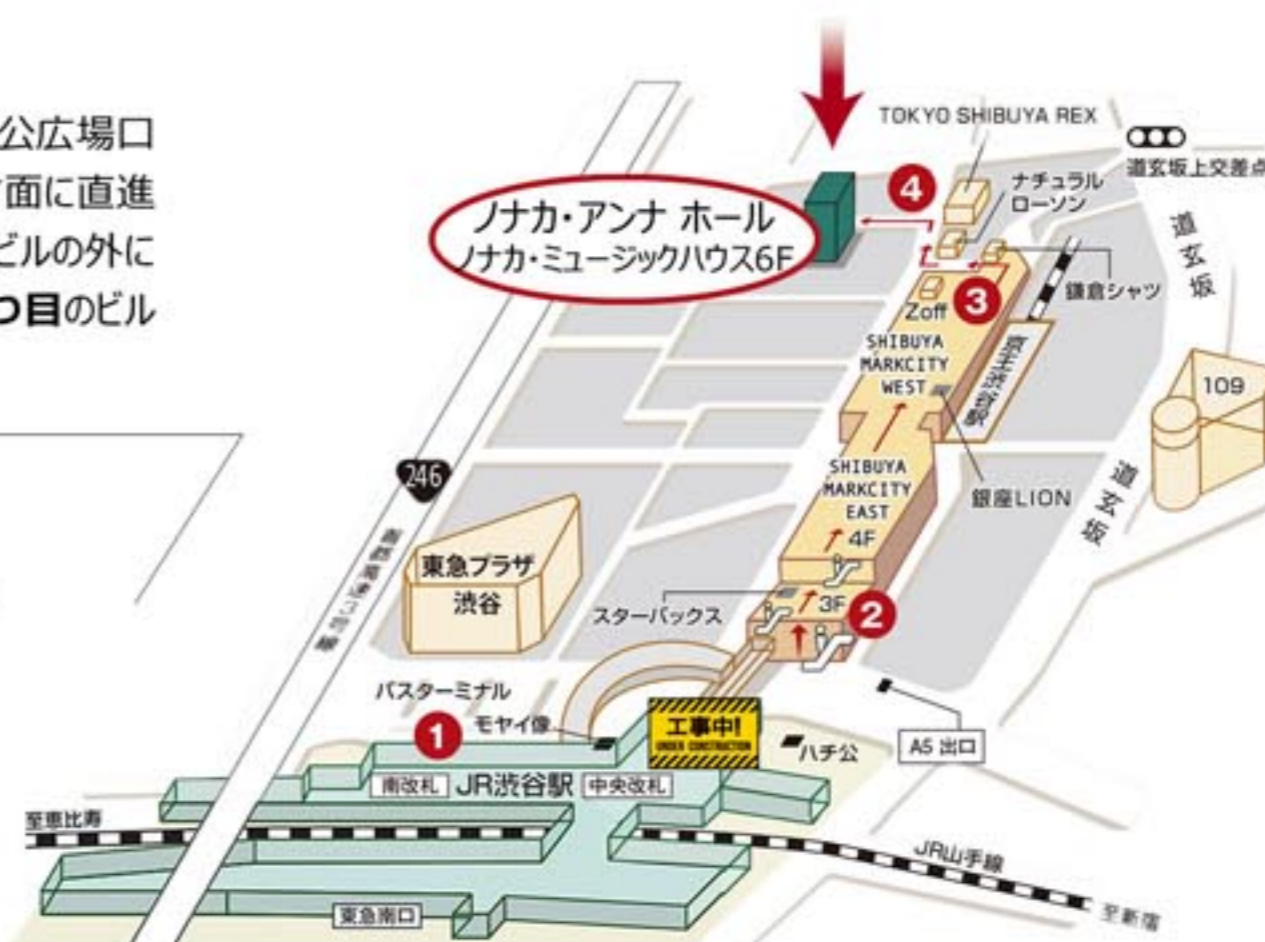 公広場口
面に直進
ビルの外に
つ目のビル
TOKYO SHIBUYA REX
道玄坂上交差点
4
ナチュラル
ローソン
ノナカ・アンナ ホール
ノナカ・ミュージックハウス6F
道玄坂
鎌倉シャツ
3
Zoff
SHIBUYA
MARKCITY
WEST
京王渋谷駅
109
246
SHIBUYA
MARKCITY
EAST
銀座LION
道玄坂
4F
東急プラザ
渋谷
首都高速3号線
スターバックス
3F
2
バスターミナル
1
モヤイ像
工事中!
UNDER CONSTRUCTION
ハチ公
A5 出口
南改札
JR渋谷駅
中央改札
至恵比寿
JR山手線
東急南口
至新宿